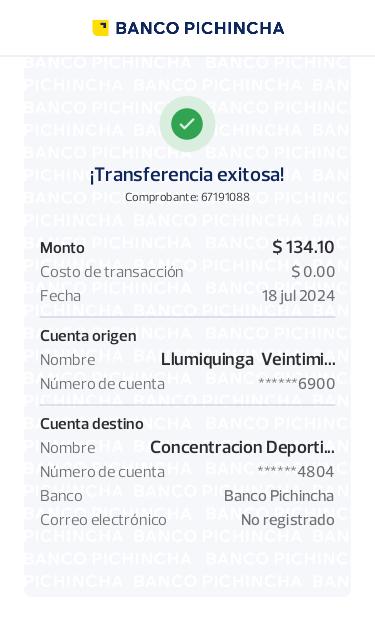 BANCO PICHINCHA
¡Transferencia exitosa!
Comprobante: 67191088
Monto $ 134.10
Costo de transacción $ 0.00
Fecha 18 jul 2024
Cuenta origen
Nombre Llumiquinga Veintimi...
Número de cuenta ******6900
Cuenta destino
Nombre Concentracion Deporti...
Número de cuenta ******4804
Banco Banco Pichincha
Correo electrónico No registrado